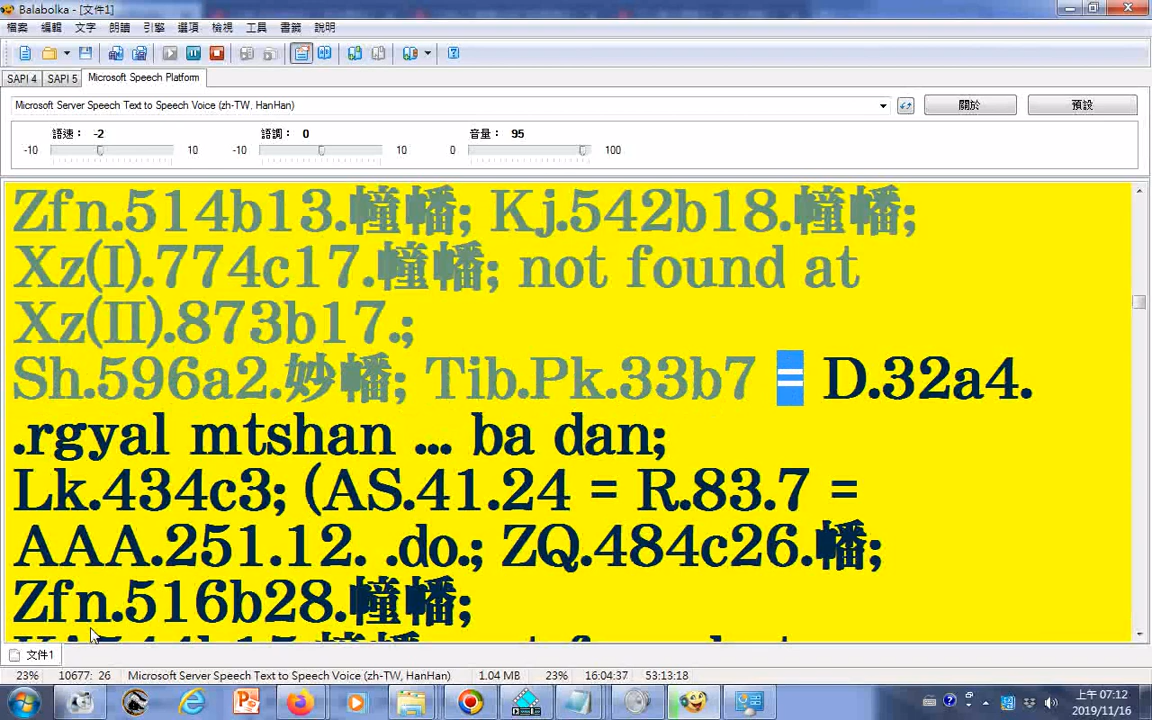 Balabolka - [文件1]
檔案 編輯 文字 朗讀 引擎 選項 檢視 工具 書籤 說明
SAPI 4 SAPI 5 Microsoft Speech Platform
Microsoft Server Speech Text to Speech Voice (zh-TW, HanHan) 關於 預設
語速： -2 語調： 0 音量： 95
-10 10 -10 10 0 100
Zfn.514b13.幢幡; Kj.542b18.幢幡;
Xz(I).774c17.幢幡; not found at
Xz(II).873b17.;
Sh.596a2.妙幡; Tib.Pk.33b7 = D.32a4.
.rgyal mtshan ... ba dan;
Lk.434c3; (AS.41.24 = R.83.7 =
AAA.251.12. .do.; ZQ.484c26.幡;
Zfn.516b28.幢幡;
文件1
23% 10677: 26 Microsoft Server Speech Text to Speech Voice (zh-TW, HanHan) 1.04 MB 23% 16:04:37 53:13:18
上午 07:12
2019/11/16